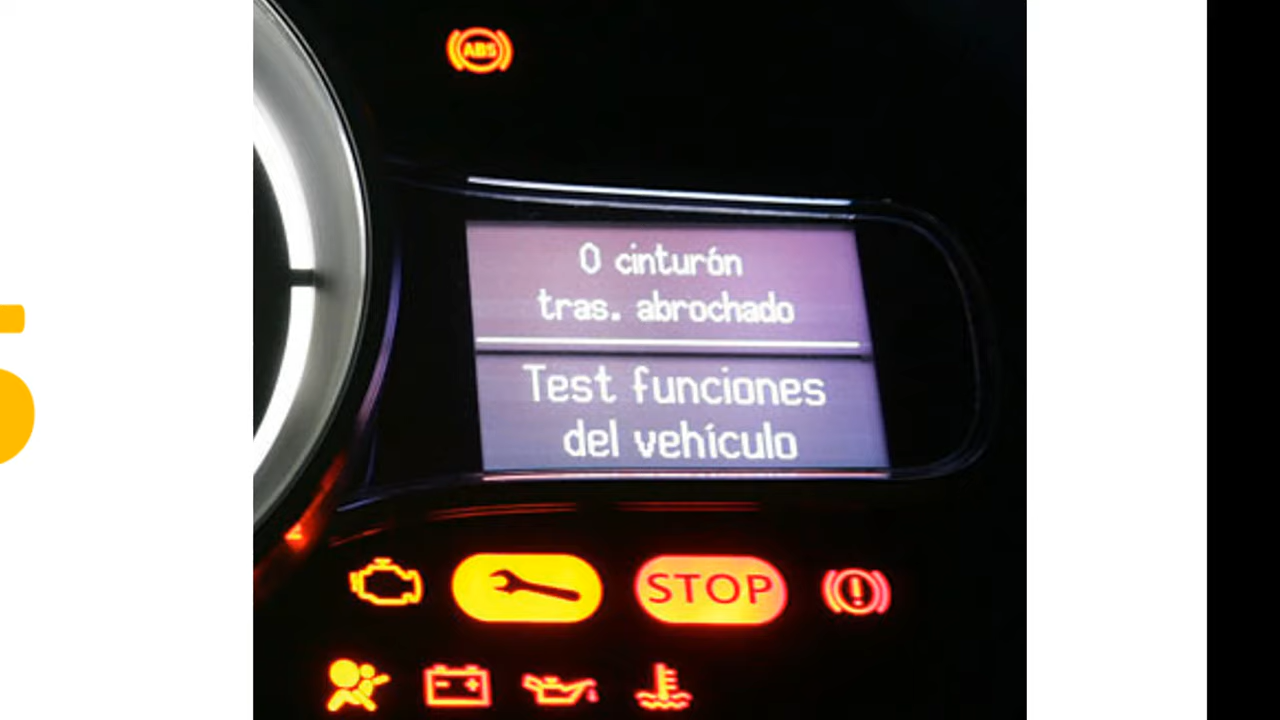 ABS
0 cinturón
tras. abrochado
Test funciones
del vehículo
STOP